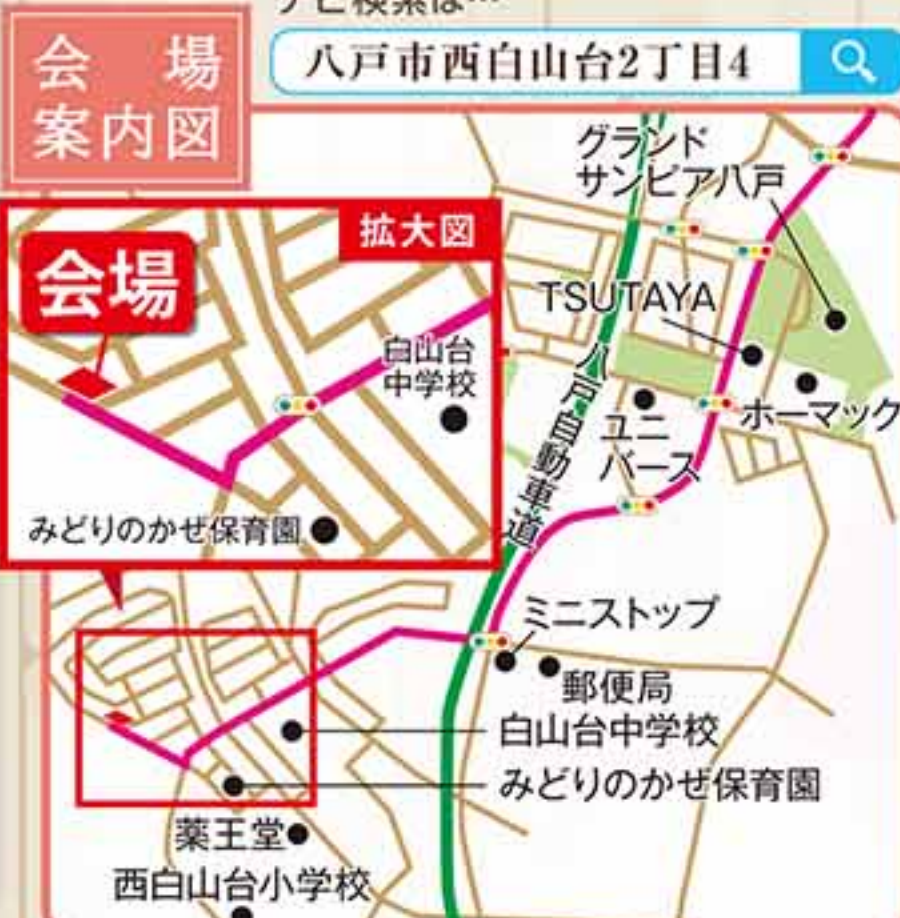 ナビ検索は…
会場
案内図
八戸市西白山台2丁目4
グランド
サンピア八戸
拡大図
会場
TSUTAYA
白山台
中学校
八戸自動車道
ホーマック
ユニ
バース
みどりのかぜ保育園
ミニストップ
郵便局
白山台中学校
みどりのかぜ保育園
薬王堂
西白山台小学校